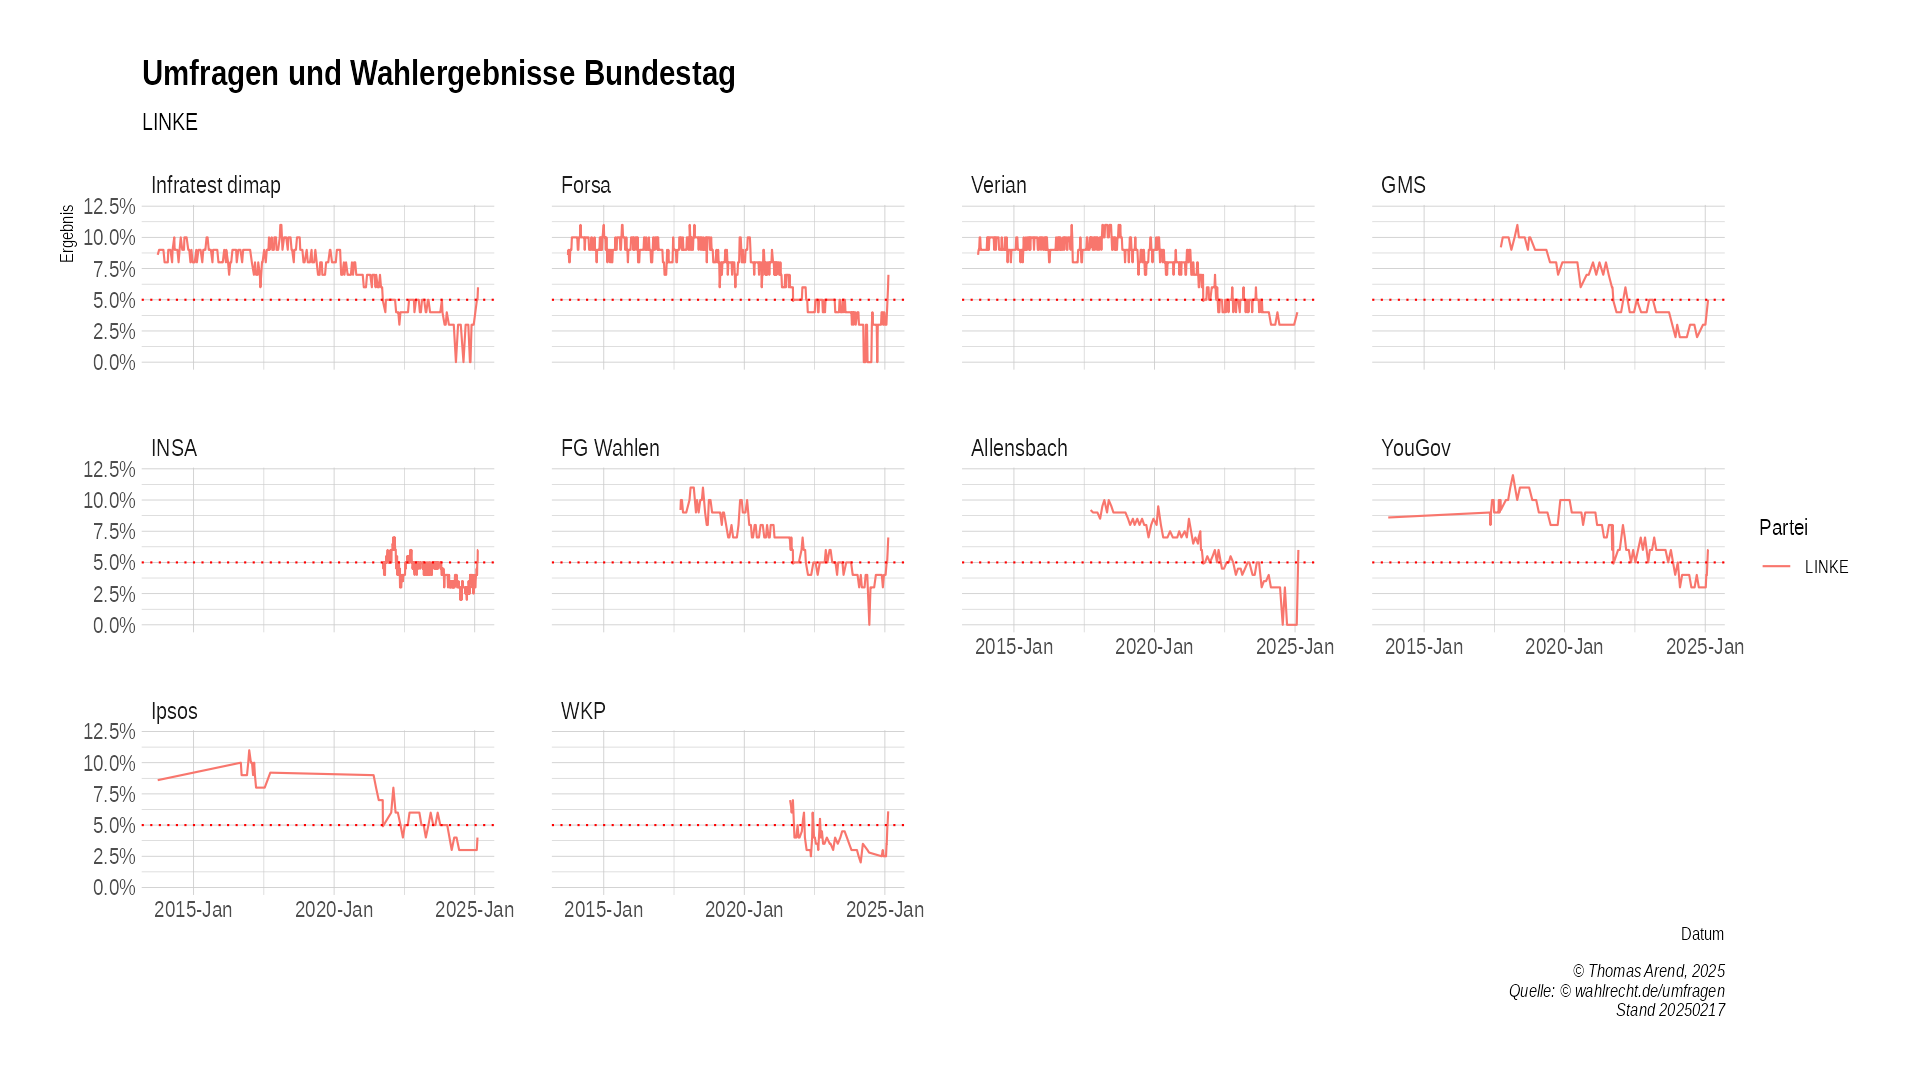 Umfragen und Wahlergebnisse Bundestag
LINKE
Infratest dimap
Forsa
Verian
GMS
Ergebnis
12.5%
10.0%
7.5%
5.0%
2.5%
0.0%
INSA
FG Wahlen
Allensbach
YouGov
12.5%
10.0%
7.5%
5.0%
2.5%
0.0%
2015-Jan 2020-Jan 2025-Jan
2015-Jan 2020-Jan 2025-Jan
Partei
LINKE
Ipsos
WKP
12.5%
10.0%
7.5%
5.0%
2.5%
0.0%
2015-Jan 2020-Jan 2025-Jan
2015-Jan 2020-Jan 2025-Jan
Datum
© Thomas Arend, 2025
Quelle: © wahlrecht.de/umfragen
Stand 20250217